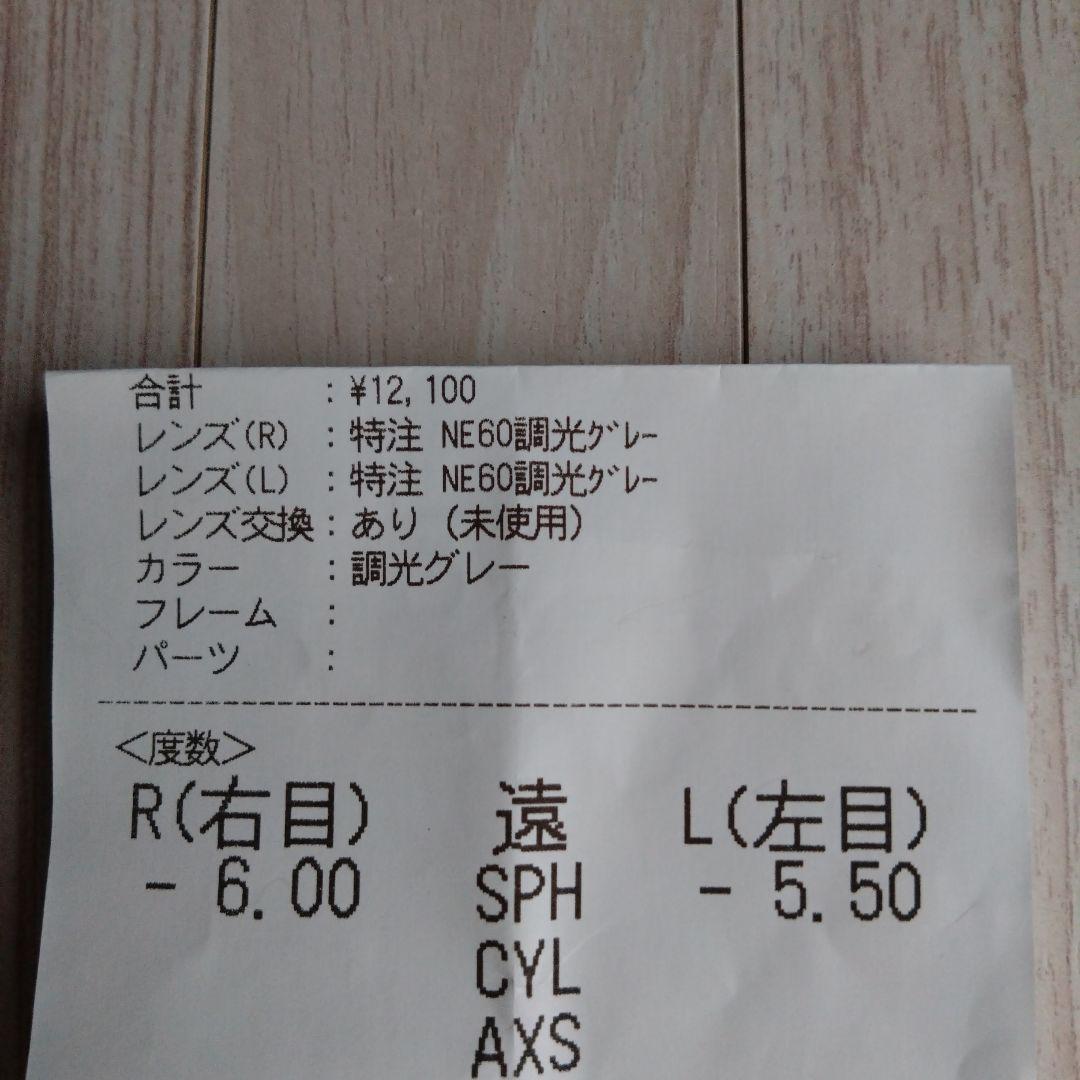 合計 : ¥12,100
レンズ(R) : 特注 NE60調光ｸﾞﾚｰ
レンズ(L) : 特注 NE60調光ｸﾞﾚｰ
レンズ交換 : あり (未使用)
カラー : 調光グレー
フレーム :
パーツ :
<度数>
R(右目) 遠 L(左目)
- 6.00 SPH - 5.50
CYL
AXS